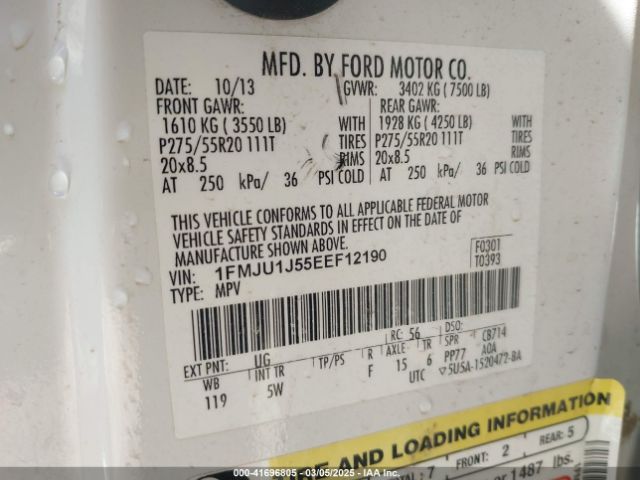 MFD. BY FORD MOTOR CO.
DATE: 10/13 GVWR: 3402 KG ( 7500 LB)
FRONT GAWR: REAR GAWR:
1610 KG ( 3550 LB) WITH 1928 KG ( 4250 LB) WITH
P275/55R20 111T TIRES P275/55R20 111T TIRES
20x8.5 RIMS 20x8.5 RIMS
AT 250 kPa/ 36 PSI COLD AT 250 kPa/ 36 PSI COLD
THIS VEHICLE CONFORMS TO ALL APPLICABLE FEDERAL MOTOR
VEHICLE SAFETY STANDARDS IN EFFECT ON THE DATE OF
MANUFACTURE SHOWN ABOVE.
VIN: 1FMJU1J55EEF12190 F0301
TYPE: MPV T0393
RC: 56 DSO:
EXT PNT: UG TP/PS R AXLE TR SPR CB714
WB INT TR F 15 6 PP77 AOA
119 5W UTC 5USA-1520472-BA
AND LOADING INFORMATION
7 FRONT: 2 REAR: 5
1487 lbs.
VEHICLE: 41696805 - 03/05/2025 - IAA Inc.